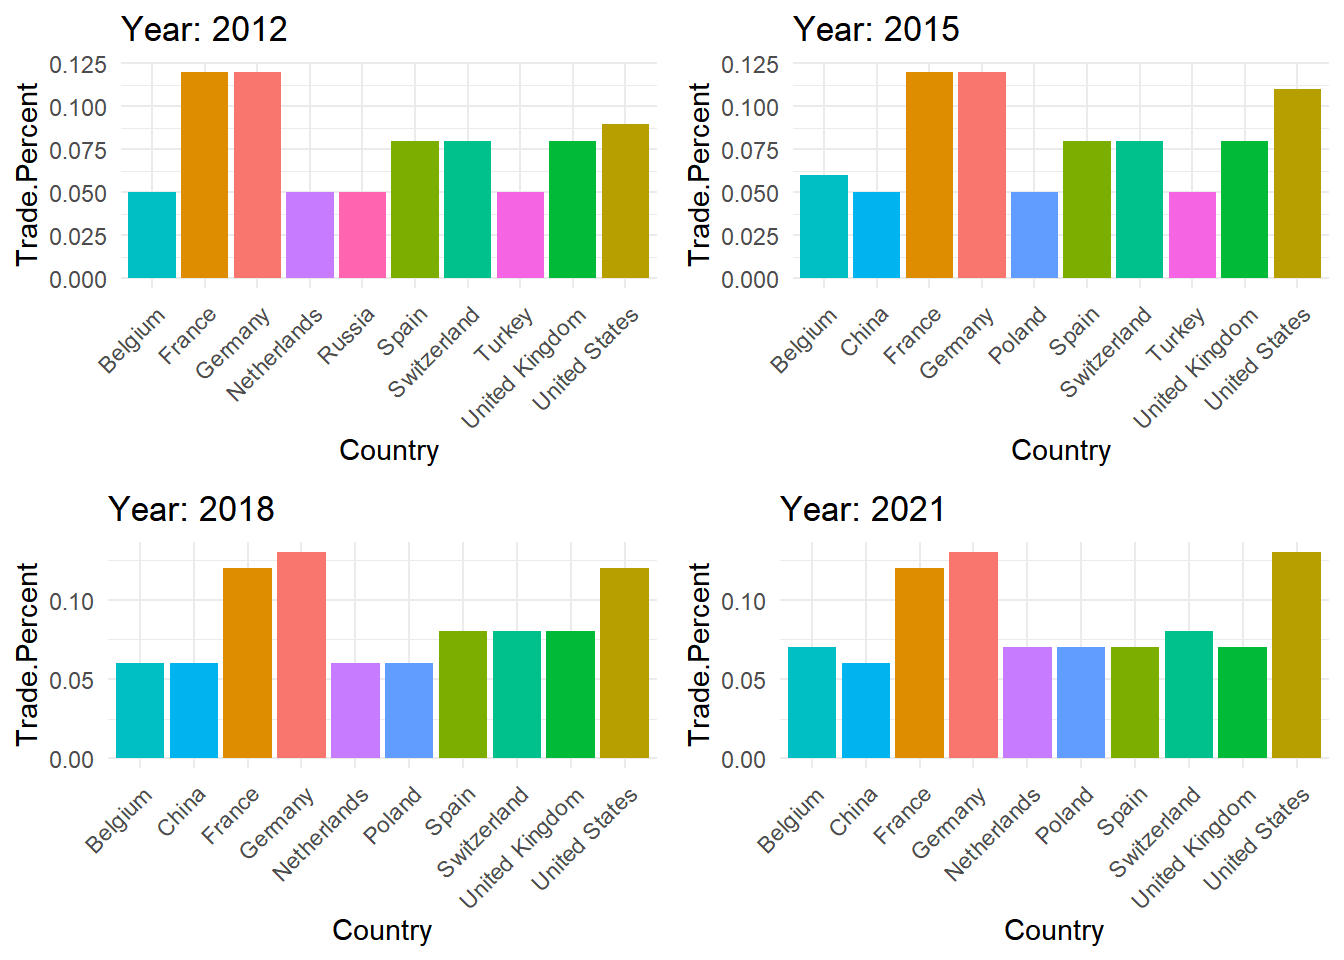 Year: 2012
Trade.Percent
0.125
0.100
0.075
0.050
0.025
0.000
Belgium
France
Germany
Netherlands
Russia
Spain
Switzerland
Turkey
United Kingdom
United States
Country
Year: 2015
Trade.Percent
0.125
0.100
0.075
0.050
0.025
0.000
Belgium
China
France
Germany
Poland
Spain
Switzerland
Turkey
United Kingdom
United States
Country
Year: 2018
Trade.Percent
0.10
0.05
0.00
Belgium
China
France
Germany
Netherlands
Poland
Spain
Switzerland
United Kingdom
United States
Country
Year: 2021
Trade.Percent
0.10
0.05
0.00
Belgium
China
France
Germany
Netherlands
Poland
Spain
Switzerland
United Kingdom
United States
Country